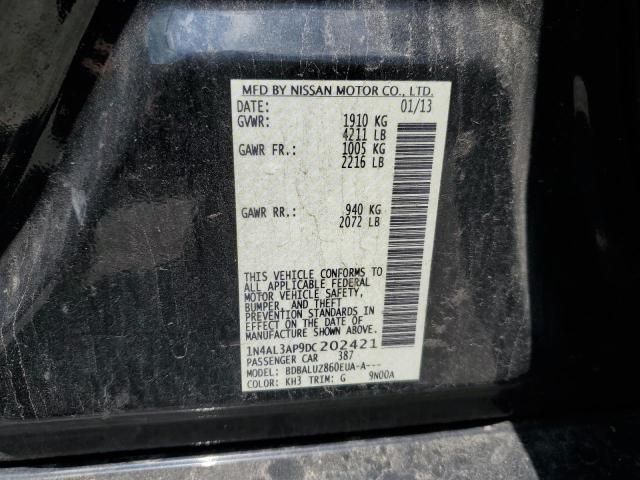 MFD BY NISSAN MOTOR CO., LTD.
DATE: 01/13
GVWR: 1910 KG
4211 LB
GAWR FR.: 1005 KG
2216 LB
GAWR RR.: 940 KG
2072 LB
THIS VEHICLE CONFORMS TO
ALL APPLICABLE FEDERAL
MOTOR VEHICLE SAFETY,
BUMPER, AND THEFT
PREVENTION STANDARDS IN
EFFECT ON THE DATE OF
MANUFACTURE SHOWN ABOVE.
1N4AL3AP9DC202421
PASSENGER CAR 387
MODEL: BDBALUZ860EUA-A---
COLOR: KH3 TRIM: G 9N00A